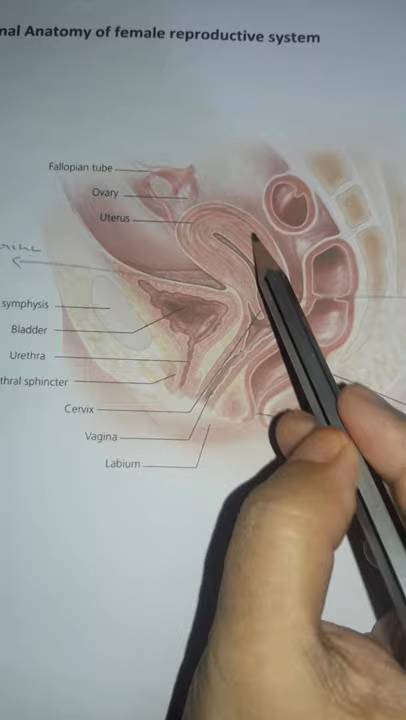 nal Anatomy of female reproductive system
Fallopian tube
Ovary
Uterus
symphysis
Bladder
Urethra
thral sphincter
Cervix
Vagina
Labium